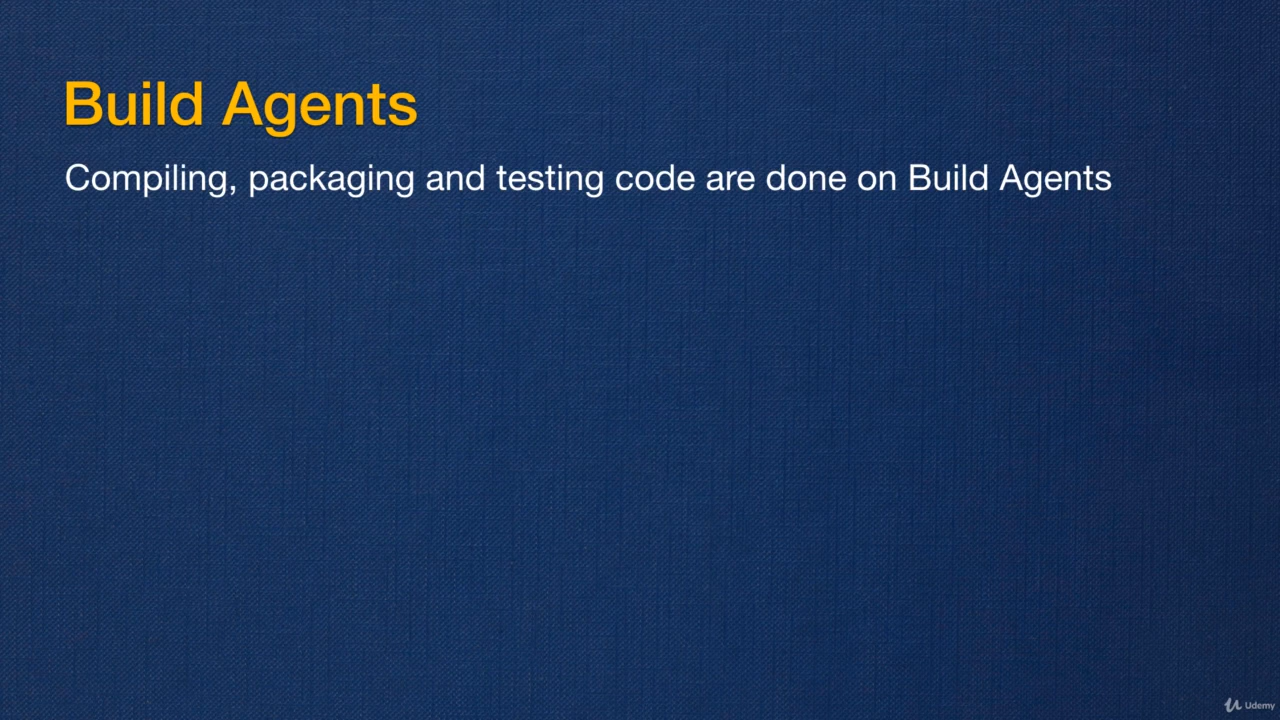 Build Agents
Compiling, packaging and testing code are done on Build Agents
Udemy